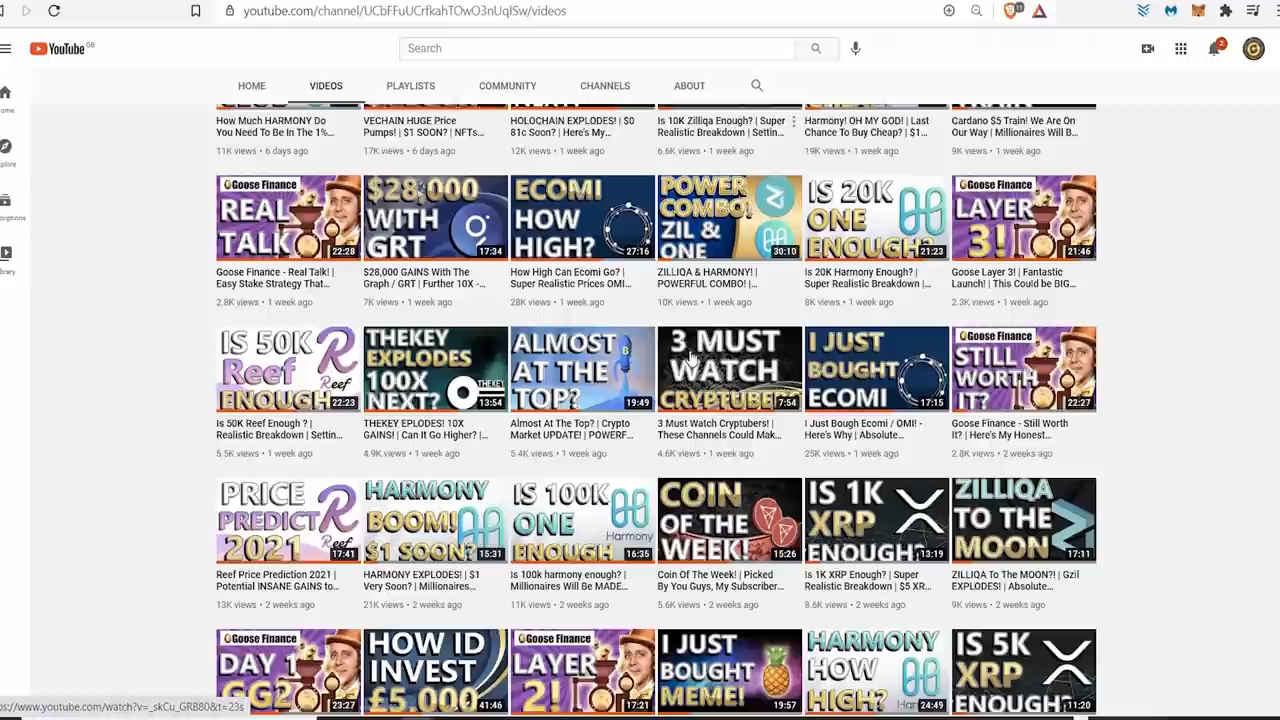 youtube.com/channel/UCbFFuUCrfkahTOwO3nUqISw/videos
YouTube GB
Search
2
HOME VIDEOS PLAYLISTS COMMUNITY CHANNELS ABOUT
How Much HARMONY Do You Need To Be In The 1%...
11K views • 6 days ago
VECHAIN HUGE Price Pumps! | $1 SOON? | NFTs...
17K views • 6 days ago
HOLOCHAIN EXPLODES! | $0 81c Soon? | Here's My...
12K views • 1 week ago
Is 10K Zilliqa Enough? | Super Realistic Breakdown | Settin...
6.6K views • 1 week ago
Harmony! OH MY GOD! | Last Chance To Buy Cheap? | $1...
19K views • 1 week ago
Cardano $5 Train! We Are On Our Way | Millionaires Will B...
9K views • 1 week ago
Goose Finance
REAL TALK
22:28
$28,000 WITH GRT
17:34
ECOMI HOW HIGH?
27:16
POWER COMBO! ZIL & ONE
30:10
IS 20K ONE ENOUGH?
21:23
Goose Finance
LAYER 3!
21:46
Goose Finance - Real Talk! | Easy Stake Strategy That...
2.8K views • 1 week ago
$28,000 GAINS With The Graph / GRT | Further 10X -...
7K views • 1 week ago
How High Can Ecomi Go? | Super Realistic Prices OMI...
28K views • 1 week ago
ZILLIQA & HARMONY! | POWERFUL COMBO! |...
10K views • 1 week ago
Is 20K Harmony Enough? | Super Realistic Breakdown |...
8K views • 1 week ago
Goose Layer 3! | Fantastic Launch! | This Could be BIG...
2.3K views • 1 week ago
IS 50K Reef ENOUGH
Reef
22:23
THEKEY EXPLODES 100X NEXT?
THEKEY
13:54
ALMOST AT THE TOP?
19:49
3 MUST WATCH CRYPTUBE
7:54
I JUST BOUGHT ECOMI
17:15
Goose Finance
STILL WORTH IT?
22:27
Is 50K Reef Enough ? | Realistic Breakdown | Settin...
5.5K views • 1 week ago
THEKEY EPLODES! 10X GAINS! | Can It Go Higher? |...
4.9K views • 1 week ago
Almost At The Top? | Crypto Market UPDATE! | POWERF...
5.4K views • 1 week ago
3 Must Watch Cryptubers! | These Channels Could Mak...
4.6K views • 1 week ago
I Just Bough Ecomi / OMI! - Here's Why | Absolute...
25K views • 1 week ago
Goose Finance - Still Worth It? | Here's My Honest...
2.8K views • 2 weeks ago
PRICE PREDICT 2021
Reef
17:41
HARMONY BOOM! $1 SOON?
15:31
IS 100K ONE ENOUGH
Harmony
16:35
COIN OF THE WEEK!
15:26
IS 1K XRP ENOUGH?
13:19
ZILLIQA TO THE MOON
17:11
Reef Price Prediction 2021 | Potential INSANE GAINS to...
13K views • 2 weeks ago
HARMONY EXPLODES! | $1 Very Soon? | Millionaires...
21K views • 2 weeks ago
Is 100k harmony enough? | Millionaires Will Be MADE...
11K views • 2 weeks ago
Coin Of The Week! | Picked By You Guys, My Subscriber...
5.6K views • 2 weeks ago
Is 1K XRP Enough? | Super Realistic Breakdown | $5 XR...
8.6K views • 2 weeks ago
ZILLIQA To The MOON?! | Gzil EXPLODES! | Absolute...
9K views • 2 weeks ago
Goose Finance
DAY 1 GG2
23:27
HOW ID INVEST £5,000
41:46
Goose Finance
LAYER 2!
17:21
I JUST BOUGHT MEME!
19:57
HARMONY HOW HIGH?
24:49
IS 5K XRP ENOUGH
11:20
ps://www.youtube.com/watch?v=_skCu_GRB80&t=23s